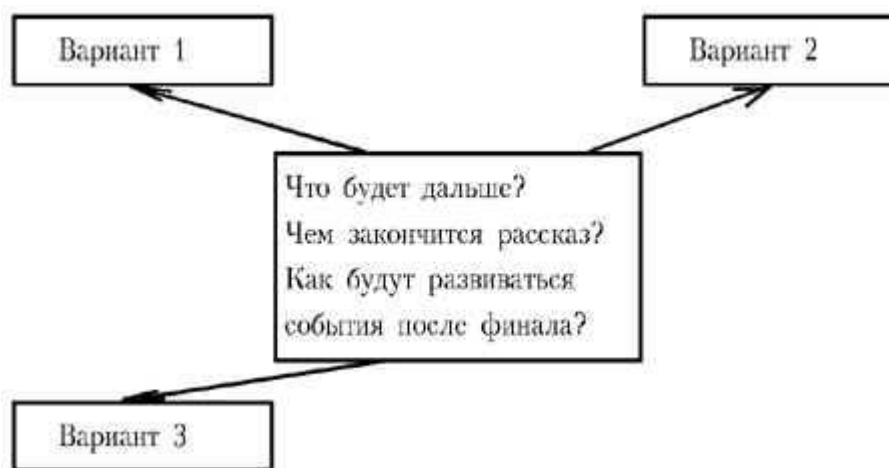 Вариант 1
Вариант 2
Что будет дальше?
Чем закончится рассказ?
Как будут развиваться
события после финала?
Вариант 3